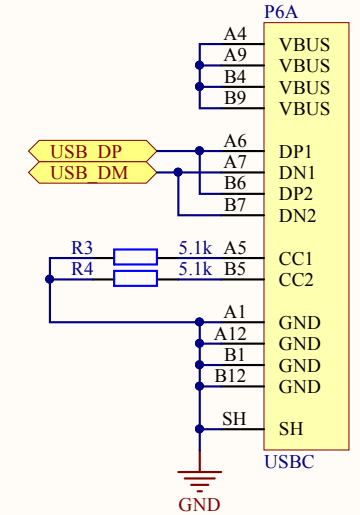 P6A
A4 VBUS
A9 VBUS
B4 VBUS
B9 VBUS
USB_DP A6 DP1
USB_DM A7 DN1
B6 DP2
B7 DN2
R3 5.1k A5 CC1
R4 5.1k B5 CC2
A1 GND
A12 GND
B1 GND
B12 GND
SH SH
USBC
GND